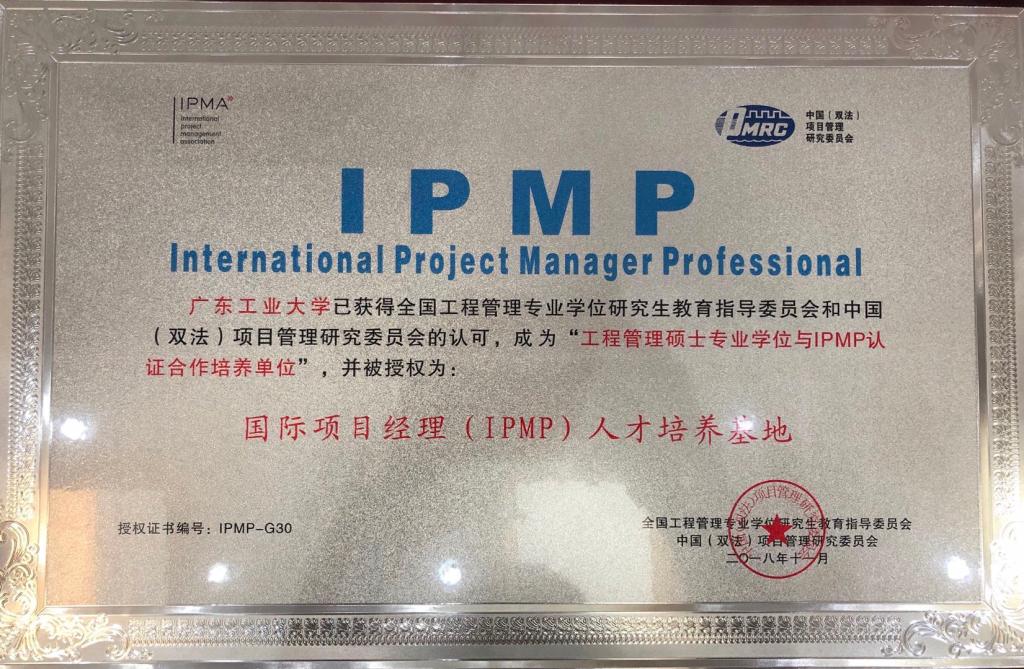 IPMA
international
project
management
association
PMRC
中国(双法)
项目管理
研究委员会
IPMP
International Project Manager Professional
广东工业大学已获得全国工程管理专业学位研究生教育指导委员会和中国
(双法)项目管理研究委员会的认可,成为“工程管理硕士专业学位与IPMP认
证合作培养单位”,并被授权为:
国际项目经理(IPMP)人才培养基地
授权证书编号:IPMP-G30
全国工程管理专业学位研究生教育指导委员会
中国(双法)项目管理研究委员会
二〇一八年十一月